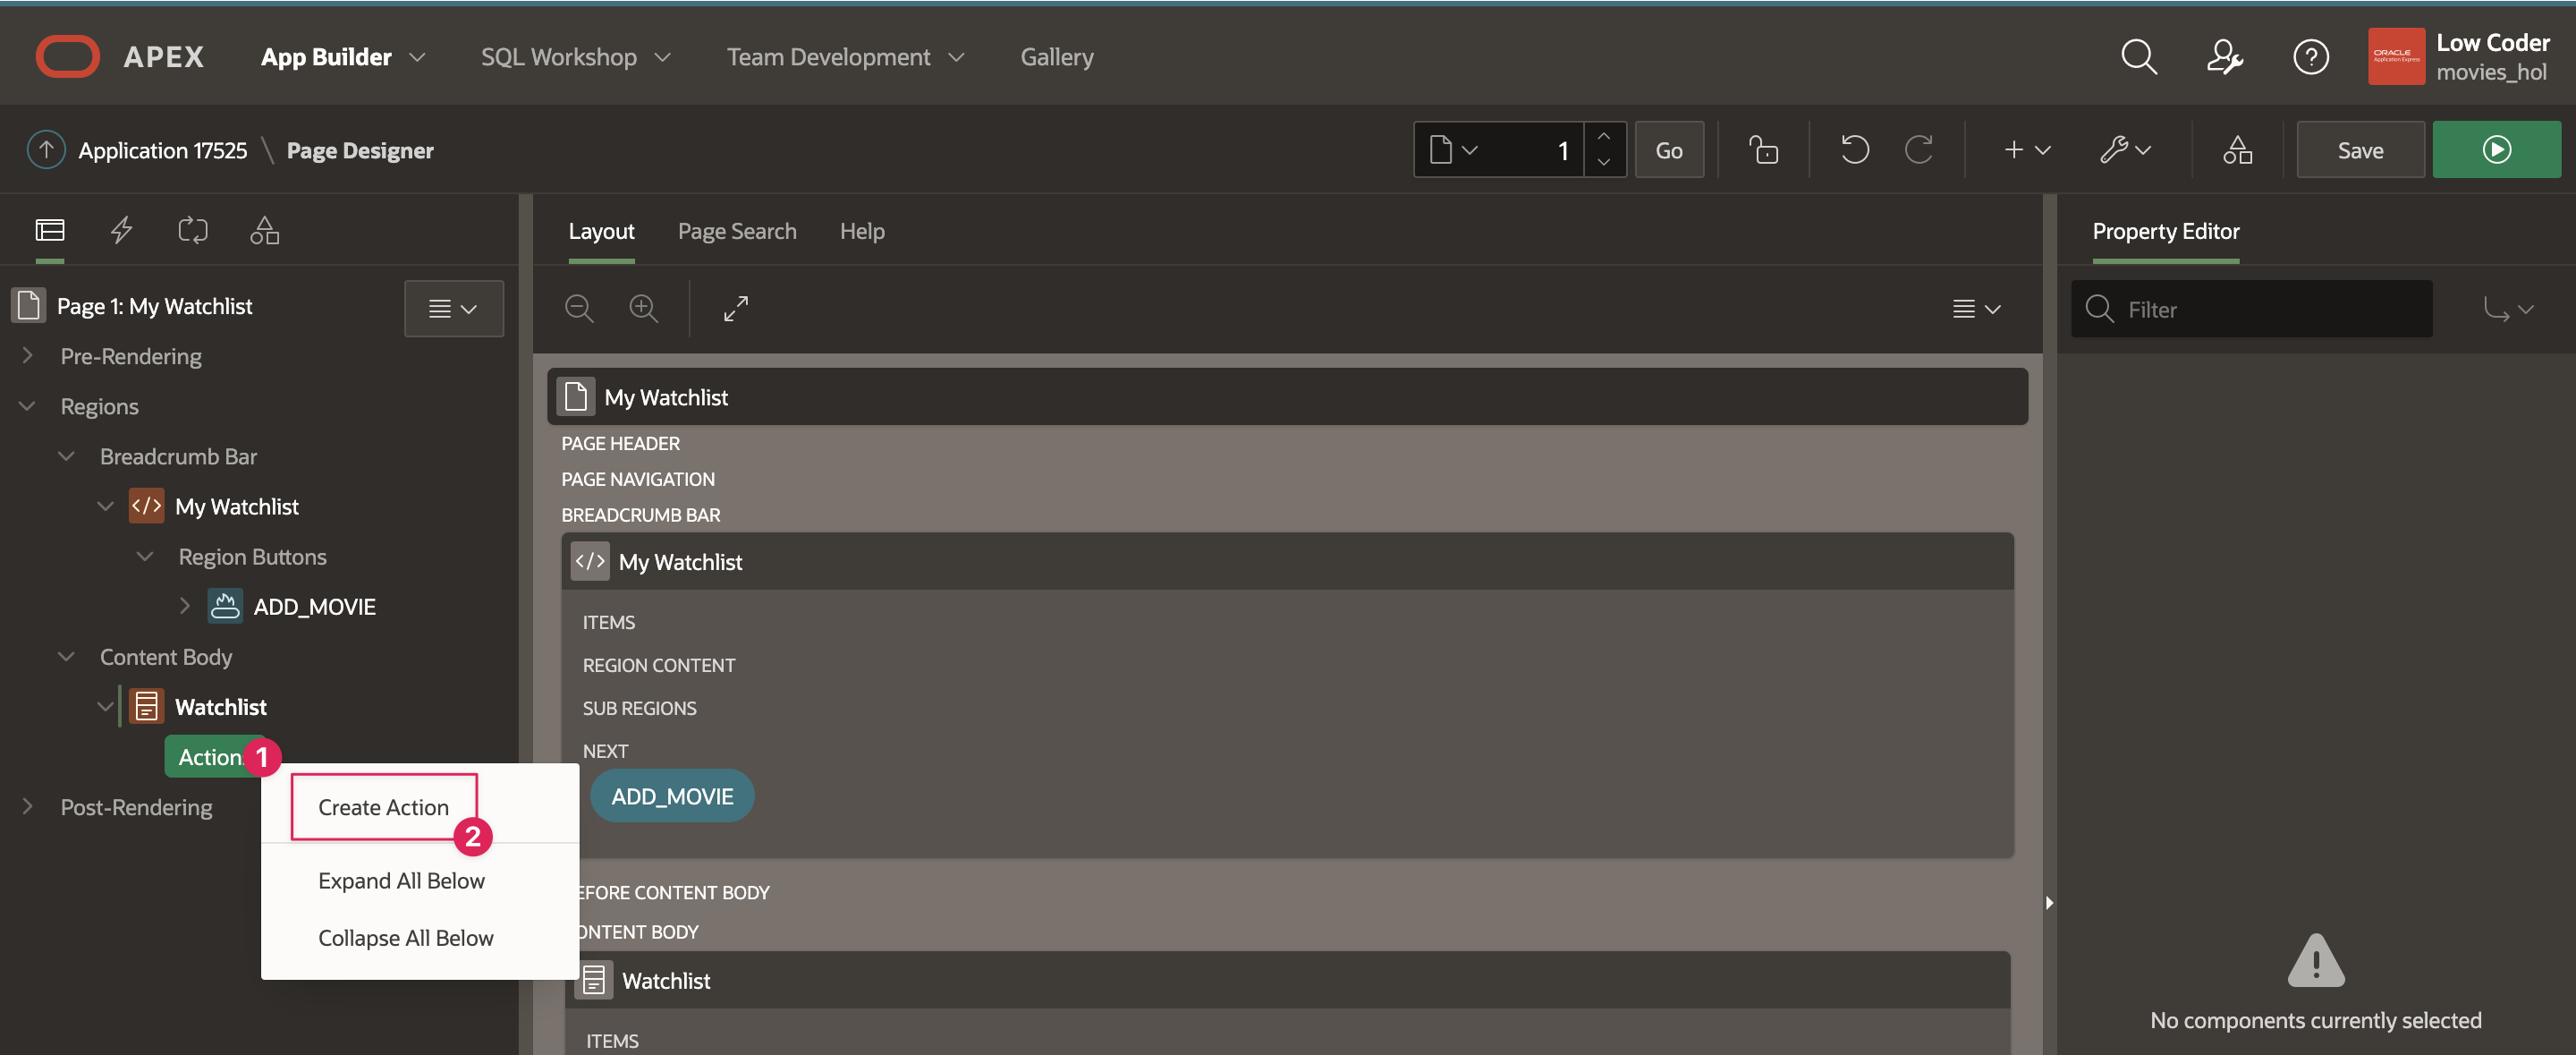 APEX App Builder SQL Workshop Team Development Gallery ? ORACLE Application Express Low Coder
movies_hol
Application 17525 \ Page Designer 1 Go Save
Layout Page Search Help Property Editor
Page 1: My Watchlist
Filter
Pre-Rendering
Regions
Breadcrumb Bar
</> My Watchlist
Region Buttons
ADD_MOVIE
Content Body
Watchlist
Action 1
Create Action
2
Expand All Below
Collapse All Below
Post-Rendering
My Watchlist
PAGE HEADER
PAGE NAVIGATION
BREADCRUMB BAR
</> My Watchlist
ITEMS
REGION CONTENT
SUB REGIONS
NEXT
ADD_MOVIE
EFORE CONTENT BODY
ONTENT BODY
Watchlist
ITEMS
No components currently selected